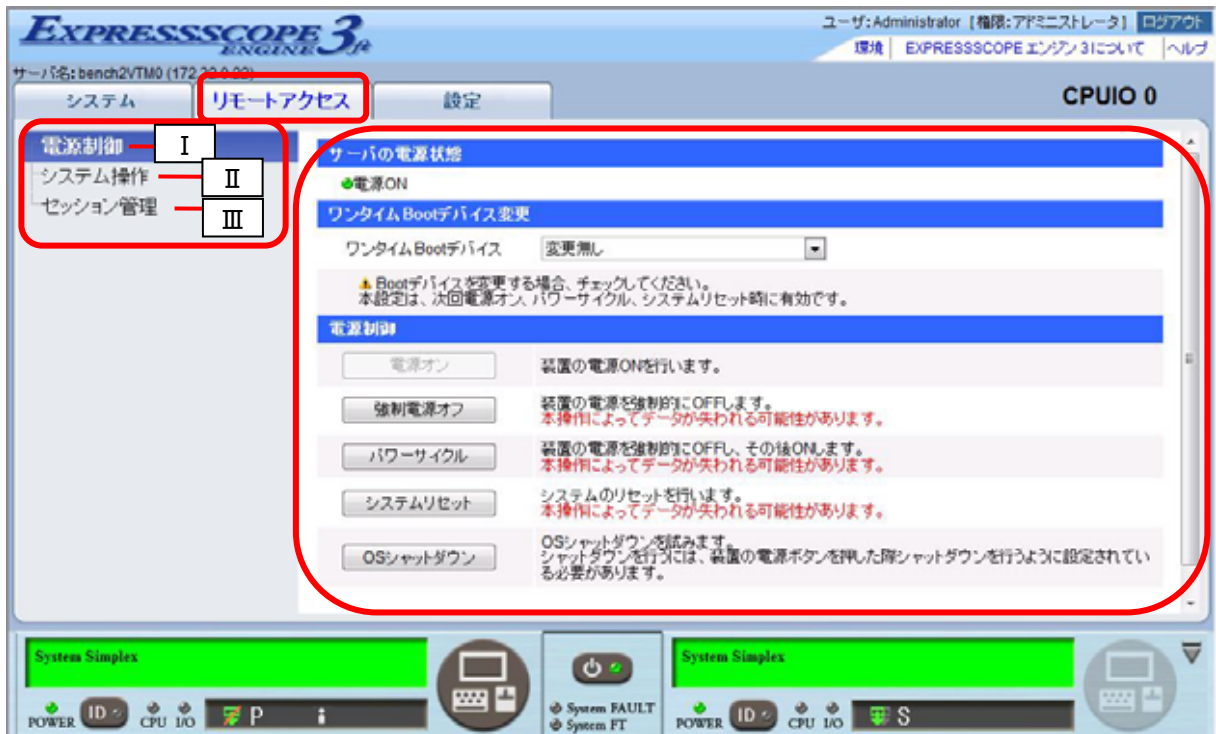 EXPRESSSCOPE
ENGINE 3 ft
ユーザ:Administrator [権限:アドミニストレータ] ログアウト
環境 EXPRESSSCOPE エンジン 3について ヘルプ
サーバ名: bench2VTM0 (172
システム リモートアクセス 設定 CPUIO 0
電源制御 Ⅰ
システム操作 Ⅱ
セッション管理 Ⅲ
サーバの電源状態
電源ON
ワンタイム Bootデバイス変更
ワンタイム Bootデバイス 変更無し
Bootデバイスを変更する場合、チェックしてください。
本設定は、次回電源オン、パワーサイクル、システムリセット時に有効です。
電源制御
電源オン 装置の電源ONを行います。
強制電源オフ 装置の電源を強制的にOFFします。
本操作によってデータが失われる可能性があります。
パワーサイクル 装置の電源を強制的にOFFし、その後ONします。
本操作によってデータが失われる可能性があります。
システムリセット システムのリセットを行います。
本操作によってデータが失われる可能性があります。
OSシャットダウン OSシャットダウンを試みます。
シャットダウンを行うには、装置の電源ボタンを押した際シャットダウンを行うように設定されてい
る必要があります。
System Simplex System Simplex
POWER ID CPU I/O P i
System FAULT
System FT
POWER ID CPU I/O S